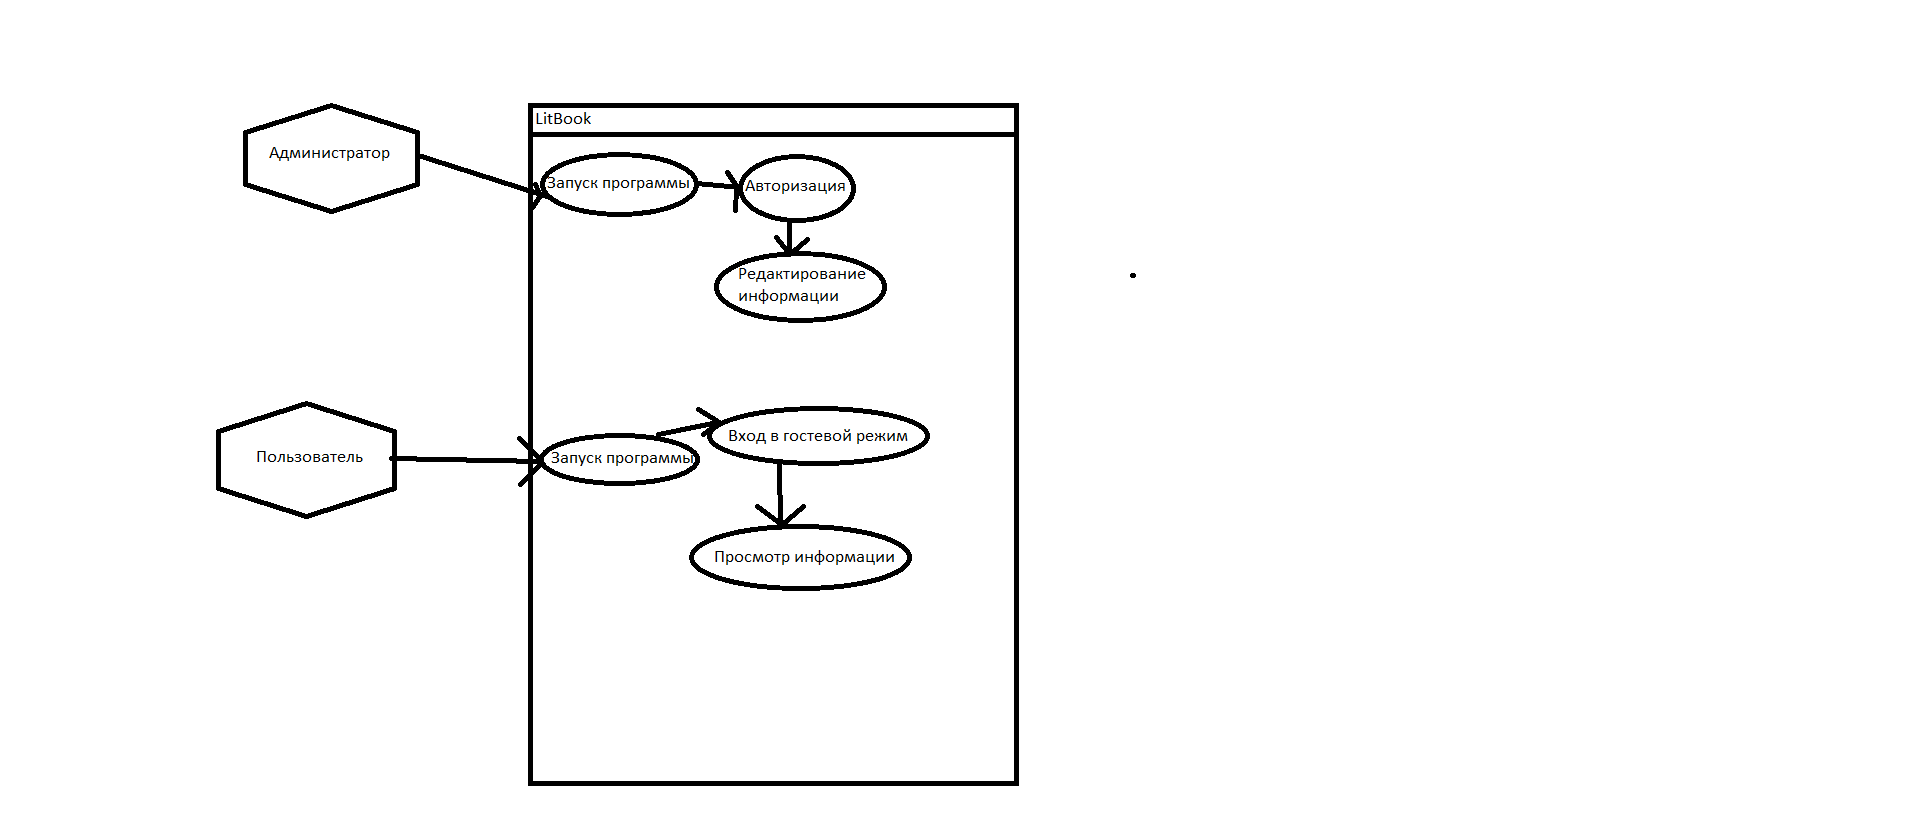 LitBook
Администратор
Запуск программы
Авторизация
Редактирование
информации
Пользователь
Запуск программы
Вход в гостевой режим
Просмотр информации